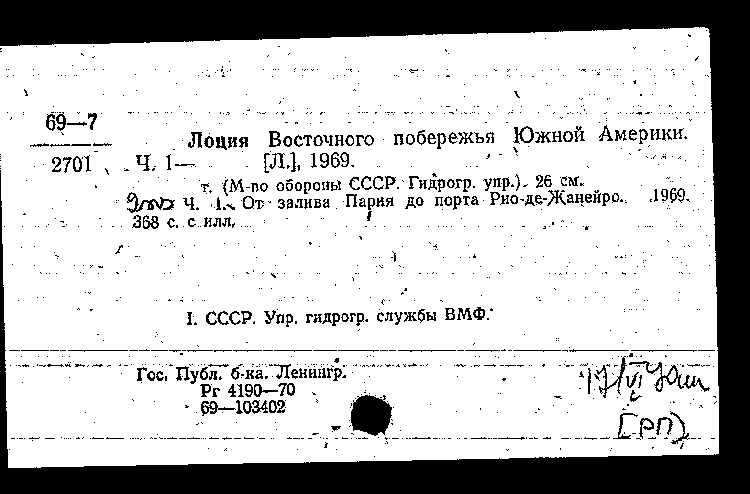 69—7
Лоция Восточного побережья Южной Америки.
2701 Ч. 1— [Л.], 1969.
т. (М-во обороны СССР. Гидрогр. упр.). 26 см.
Ч. 1. От залива Пария до порта Рио-де-Жанейро. 1969.
368 с. с илл.
I. СССР. Упр. гидрогр. службы ВМФ.
Гос. Публ. б-ка. Ленингр.
Рг 4190—70
69—103402
[РП]